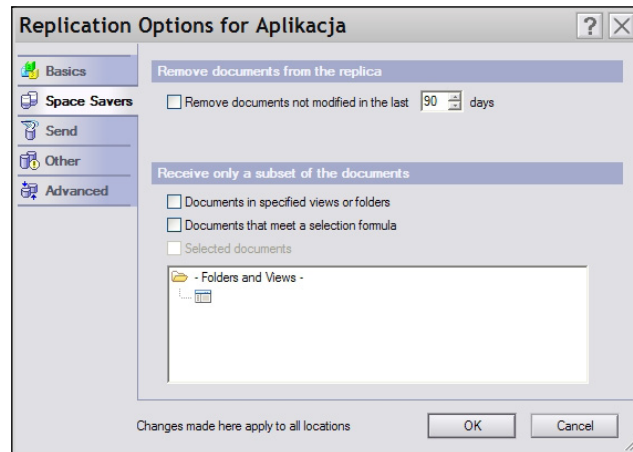 Replication Options for Aplikacja
?
Basics
Space Savers
Send
Other
Advanced
Remove documents from the replica
Remove documents not modified in the last 90 days
Receive only a subset of the documents
Documents in specified views or folders
Documents that meet a selection formula
Selected documents
- Folders and Views -
Changes made here apply to all locations
OK
Cancel